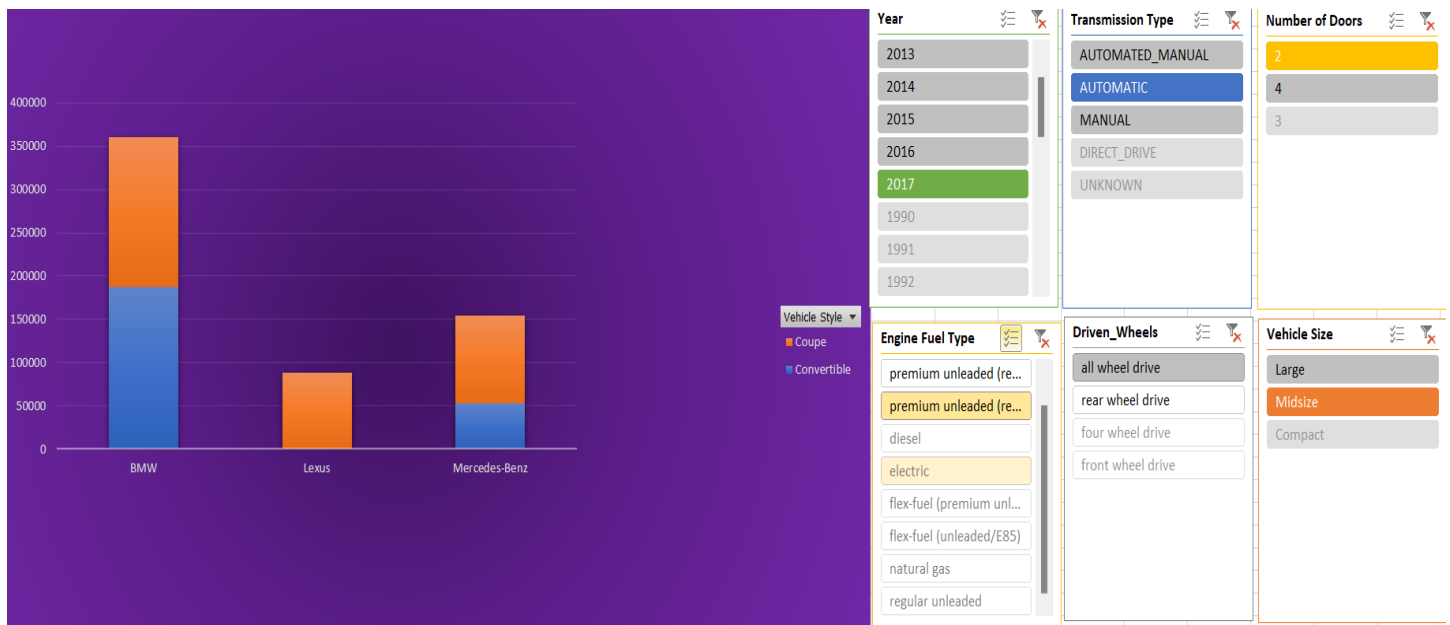 400000
350000
300000
250000
200000
150000
100000
50000
0
BMW
Lexus
Mercedes-Benz
Vehicle Style
Coupe
Convertible
Year
2013
2014
2015
2016
2017
1990
1991
1992
Transmission Type
AUTOMATED_MANUAL
AUTOMATIC
MANUAL
DIRECT_DRIVE
UNKNOWN
Number of Doors
2
4
3
Engine Fuel Type
premium unleaded (re...
premium unleaded (re...
diesel
electric
flex-fuel (premium unl...
flex-fuel (unleaded/E85)
natural gas
regular unleaded
Driven_Wheels
all wheel drive
rear wheel drive
four wheel drive
front wheel drive
Vehicle Size
Large
Midsize
Compact